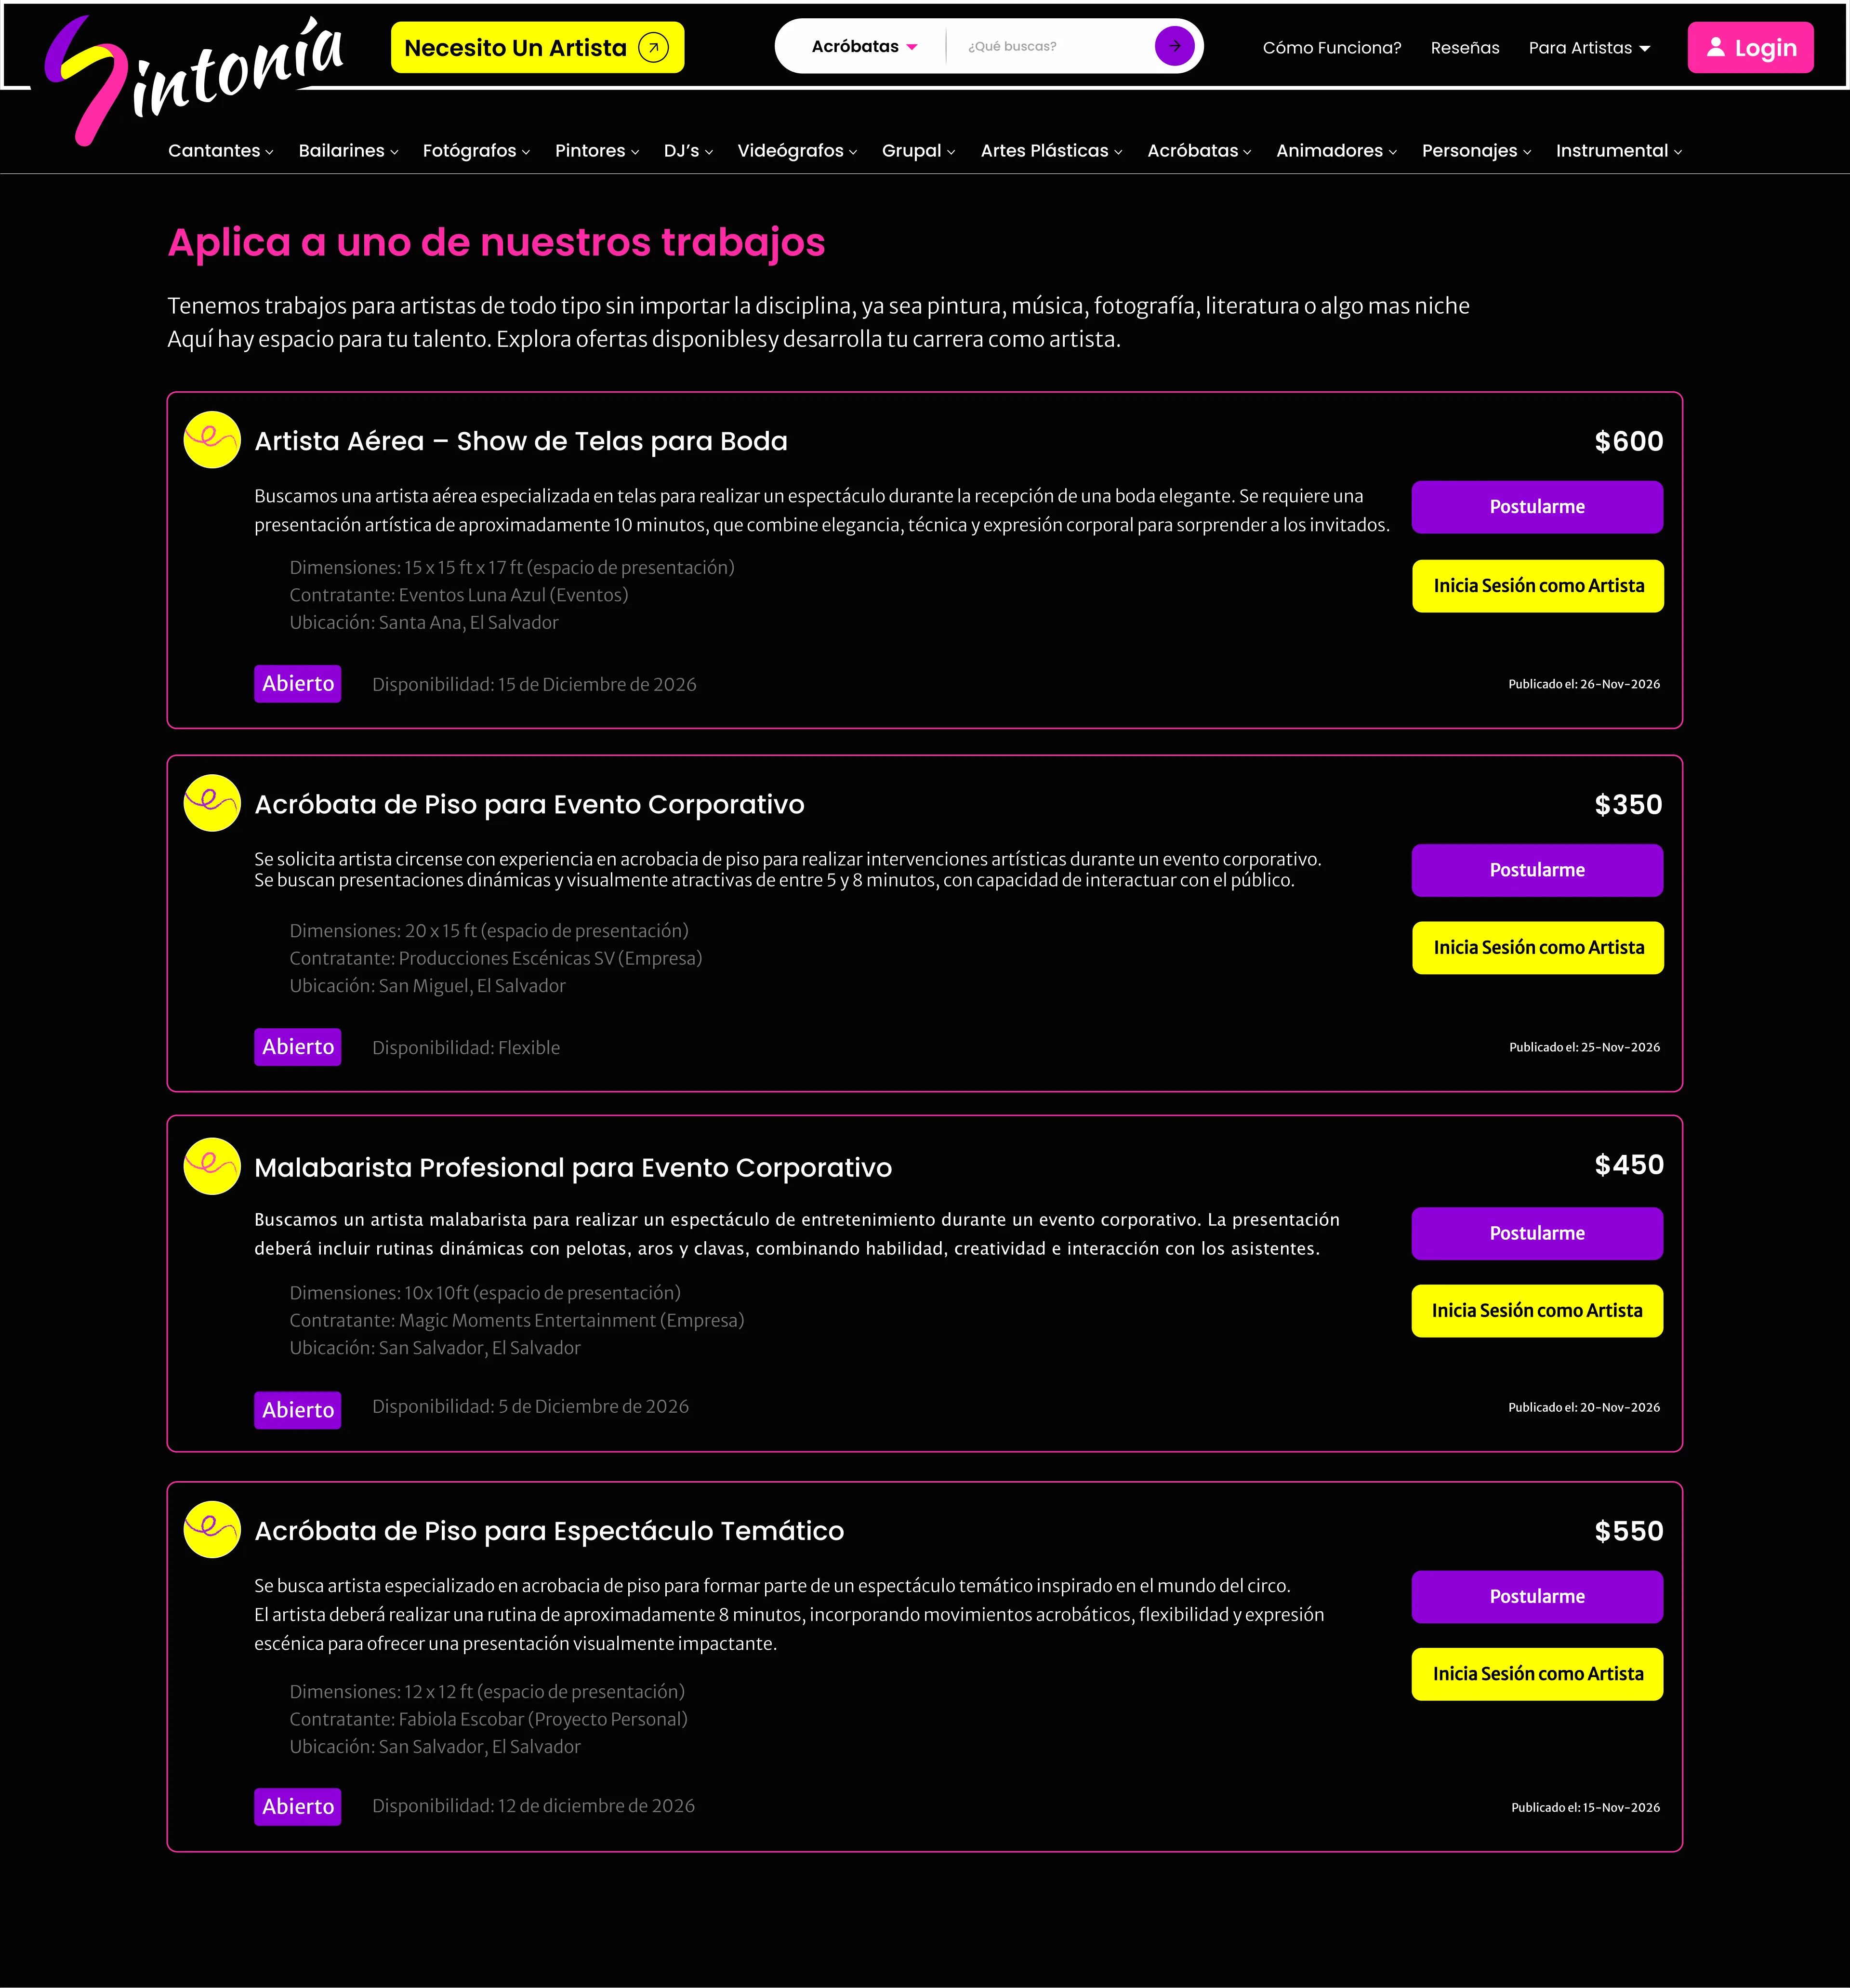 Sintonía
Necesito Un Artista
Acróbatas
¿Qué buscas?
Cómo Funciona?
Reseñas
Para Artistas
Login
Cantantes
Bailarines
Fotógrafos
Pintores
DJ’s
Videógrafos
Grupal
Artes Plásticas
Acróbatas
Animadores
Personajes
Instrumental
Aplica a uno de nuestros trabajos
Tenemos trabajos para artistas de todo tipo sin importar la disciplina, ya sea pintura, música, fotografía, literatura o algo mas niche
Aquí hay espacio para tu talento. Explora ofertas disponiblesy desarrolla tu carrera como artista.
Artista Aérea – Show de Telas para Boda
$600
Buscamos una artista aérea especializada en telas para realizar un espectáculo durante la recepción de una boda elegante. Se requiere una
presentación artística de aproximadamente 10 minutos, que combine elegancia, técnica y expresión corporal para sorprender a los invitados.
Postularme
Inicia Sesión como Artista
Dimensiones: 15 x 15 ft x 17 ft (espacio de presentación)
Contratante: Eventos Luna Azul (Eventos)
Ubicación: Santa Ana, El Salvador
Abierto
Disponibilidad: 15 de Diciembre de 2026
Publicado el: 26-Nov-2026
Acróbata de Piso para Evento Corporativo
$350
Se solicita artista circense con experiencia en acrobacia de piso para realizar intervenciones artísticas durante un evento corporativo.
Se buscan presentaciones dinámicas y visualmente atractivas de entre 5 y 8 minutos, con capacidad de interactuar con el público.
Postularme
Inicia Sesión como Artista
Dimensiones: 20 x 15 ft (espacio de presentación)
Contratante: Producciones Escénicas SV (Empresa)
Ubicación: San Miguel, El Salvador
Abierto
Disponibilidad: Flexible
Publicado el: 25-Nov-2026
Malabarista Profesional para Evento Corporativo
$450
Buscamos un artista malabarista para realizar un espectáculo de entretenimiento durante un evento corporativo. La presentación
deberá incluir rutinas dinámicas con pelotas, aros y clavas, combinando habilidad, creatividad e interacción con los asistentes.
Postularme
Inicia Sesión como Artista
Dimensiones: 10x 10ft (espacio de presentación)
Contratante: Magic Moments Entertainment (Empresa)
Ubicación: San Salvador, El Salvador
Abierto
Disponibilidad: 5 de Diciembre de 2026
Publicado el: 20-Nov-2026
Acróbata de Piso para Espectáculo Temático
$550
Se busca artista especializado en acrobacia de piso para formar parte de un espectáculo temático inspirado en el mundo del circo.
El artista deberá realizar una rutina de aproximadamente 8 minutos, incorporando movimientos acrobáticos, flexibilidad y expresión
escénica para ofrecer una presentación visualmente impactante.
Postularme
Inicia Sesión como Artista
Dimensiones: 12 x 12 ft (espacio de presentación)
Contratante: Fabiola Escobar (Proyecto Personal)
Ubicación: San Salvador, El Salvador
Abierto
Disponibilidad: 12 de diciembre de 2026
Publicado el: 15-Nov-2026